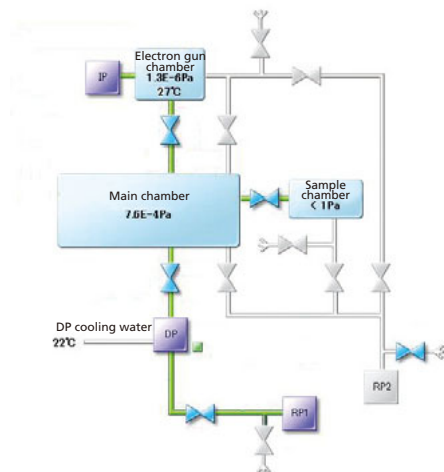 Electron gun
chamber
1.3E-6Pa
27℃
IP
Main chamber
7.6E-4Pa
Sample
chamber
< 1Pa
DP cooling water
22℃
DP
RP1
RP2